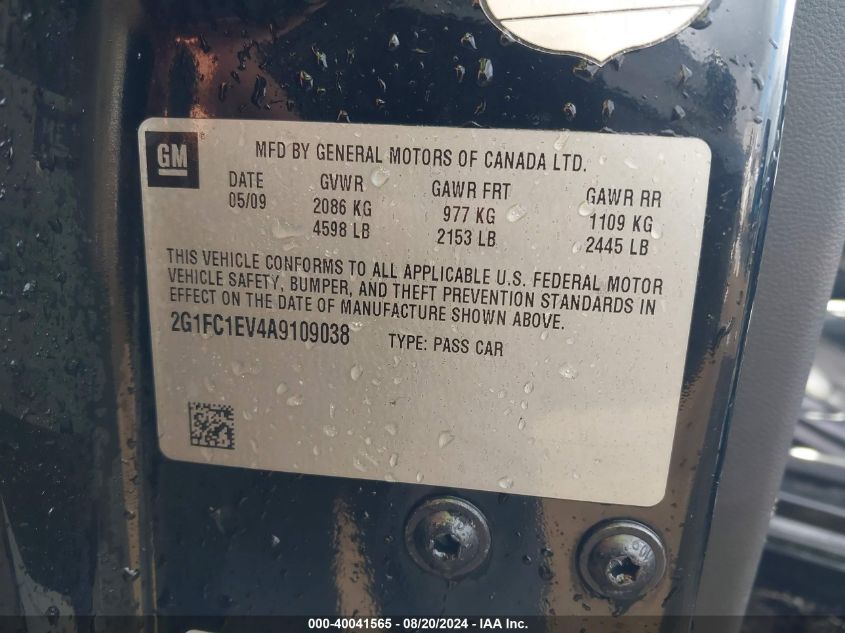 GM
MFD BY GENERAL MOTORS OF CANADA LTD.
DATE GVWR GAWR FRT GAWR RR
05/09 2086 KG 977 KG 1109 KG
4598 LB 2153 LB 2445 LB
THIS VEHICLE CONFORMS TO ALL APPLICABLE U.S. FEDERAL MOTOR
VEHICLE SAFETY, BUMPER, AND THEFT PREVENTION STANDARDS IN
EFFECT ON THE DATE OF MANUFACTURE SHOWN ABOVE.
2G1FC1EV4A9109038 TYPE: PASS CAR
000-40041565 - 08/20/2024 - IAA Inc.